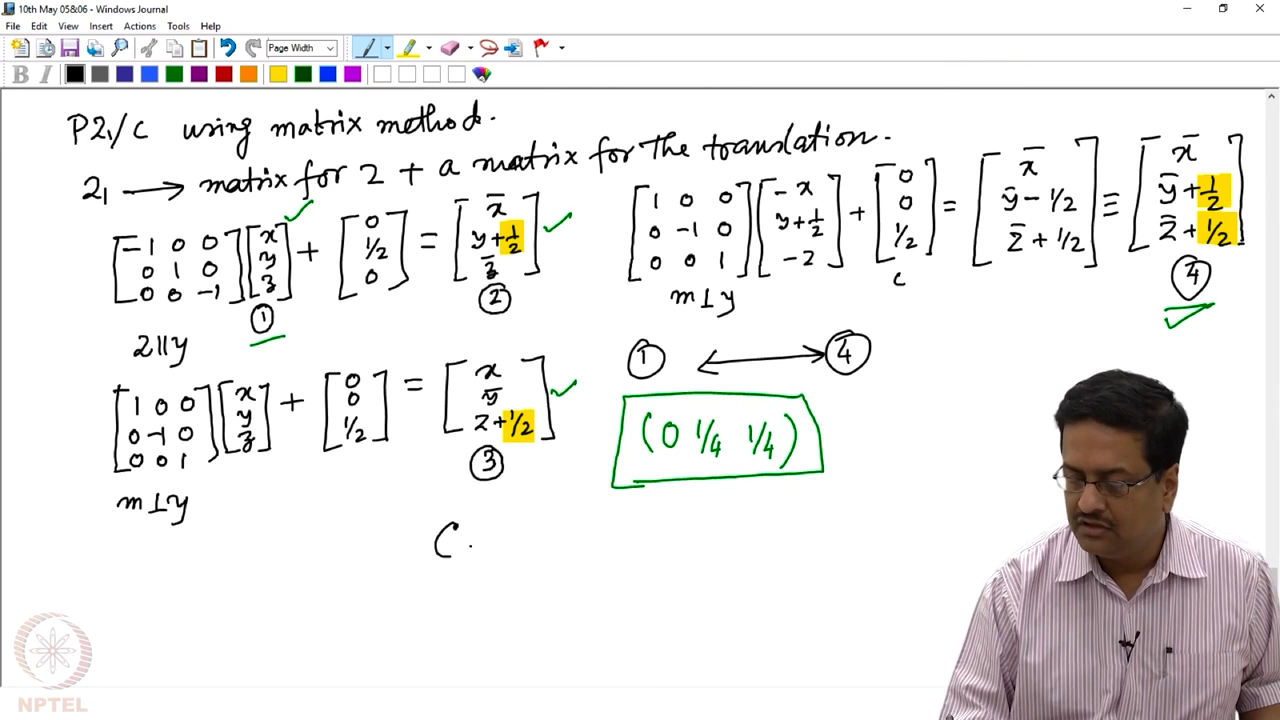 10th May 05&06 - Windows Journal
File Edit View Insert Actions Tools Help
Page Width
B I
P2₁/c using matrix method.
2₁ ⟶ matrix for 2 + a matrix for the translation.
[-1 0 0; 0 1 0; 0 0 -1] [x; y; z] + [0; 1/2; 0] = [x̄; y+1/2; z̄]
① ②
2∥y
[1 0 0; 0 -1 0; 0 0 1] [x; y; z] + [0; 0; 1/2] = [x; ȳ; z+1/2]
③
m⊥y
[1 0 0; 0 -1 0; 0 0 1] [-x; y+1/2; -z] + [0; 0; 1/2] = [x̄; ȳ-1/2; z̄+1/2] ≡ [x̄; ȳ+1/2; z̄+1/2]
m⊥y c ④
① ⟷ ④
(0 1/4 1/4)
(.
NPTEL